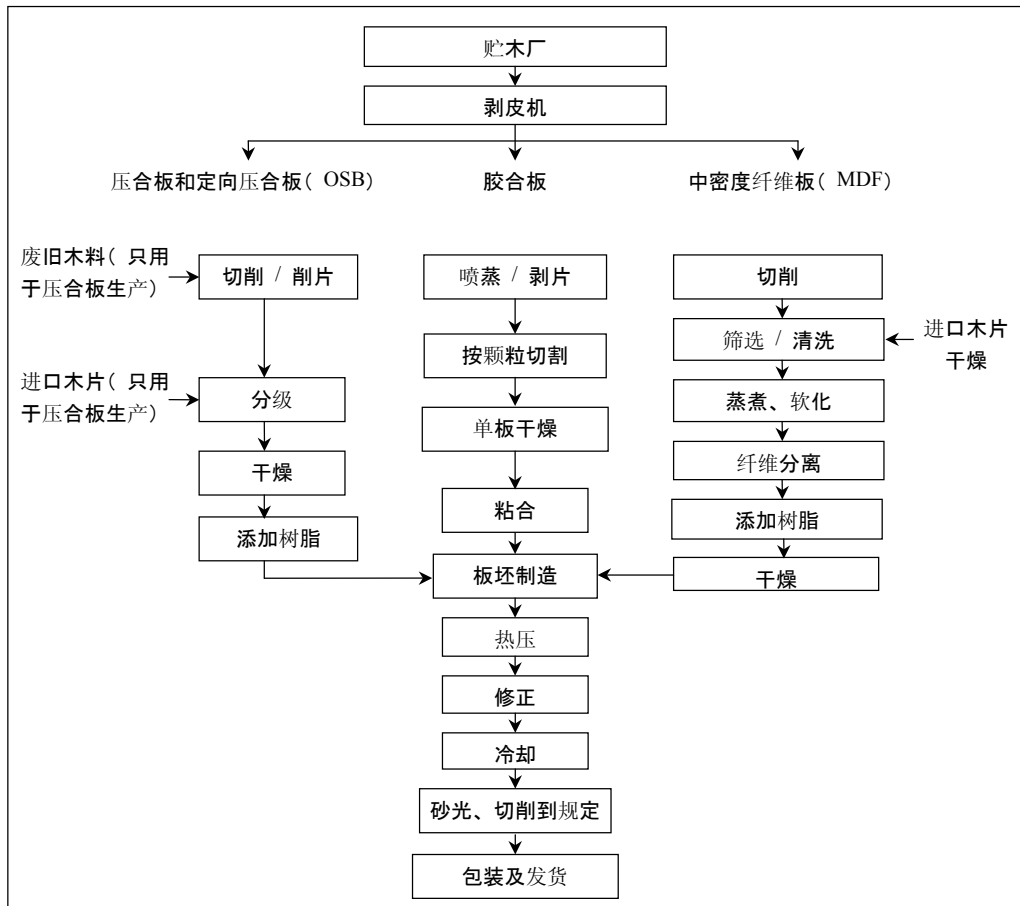 贮木厂
剥皮机
压合板和定向压合板( OSB)
胶合板
中密度纤维板( MDF)
废旧木料( 只用
于压合板生产)
切削 / 削片
进口木片( 只用
于压合板生产)
分级
干燥
添加树脂
喷蒸 / 剥片
按颗粒切割
单板干燥
粘合
切削
筛选 / 清洗
进口木片
干燥
蒸煮、软化
纤维分离
添加树脂
干燥
板坯制造
热压
修正
冷却
砂光、切削到规定
包装及发货